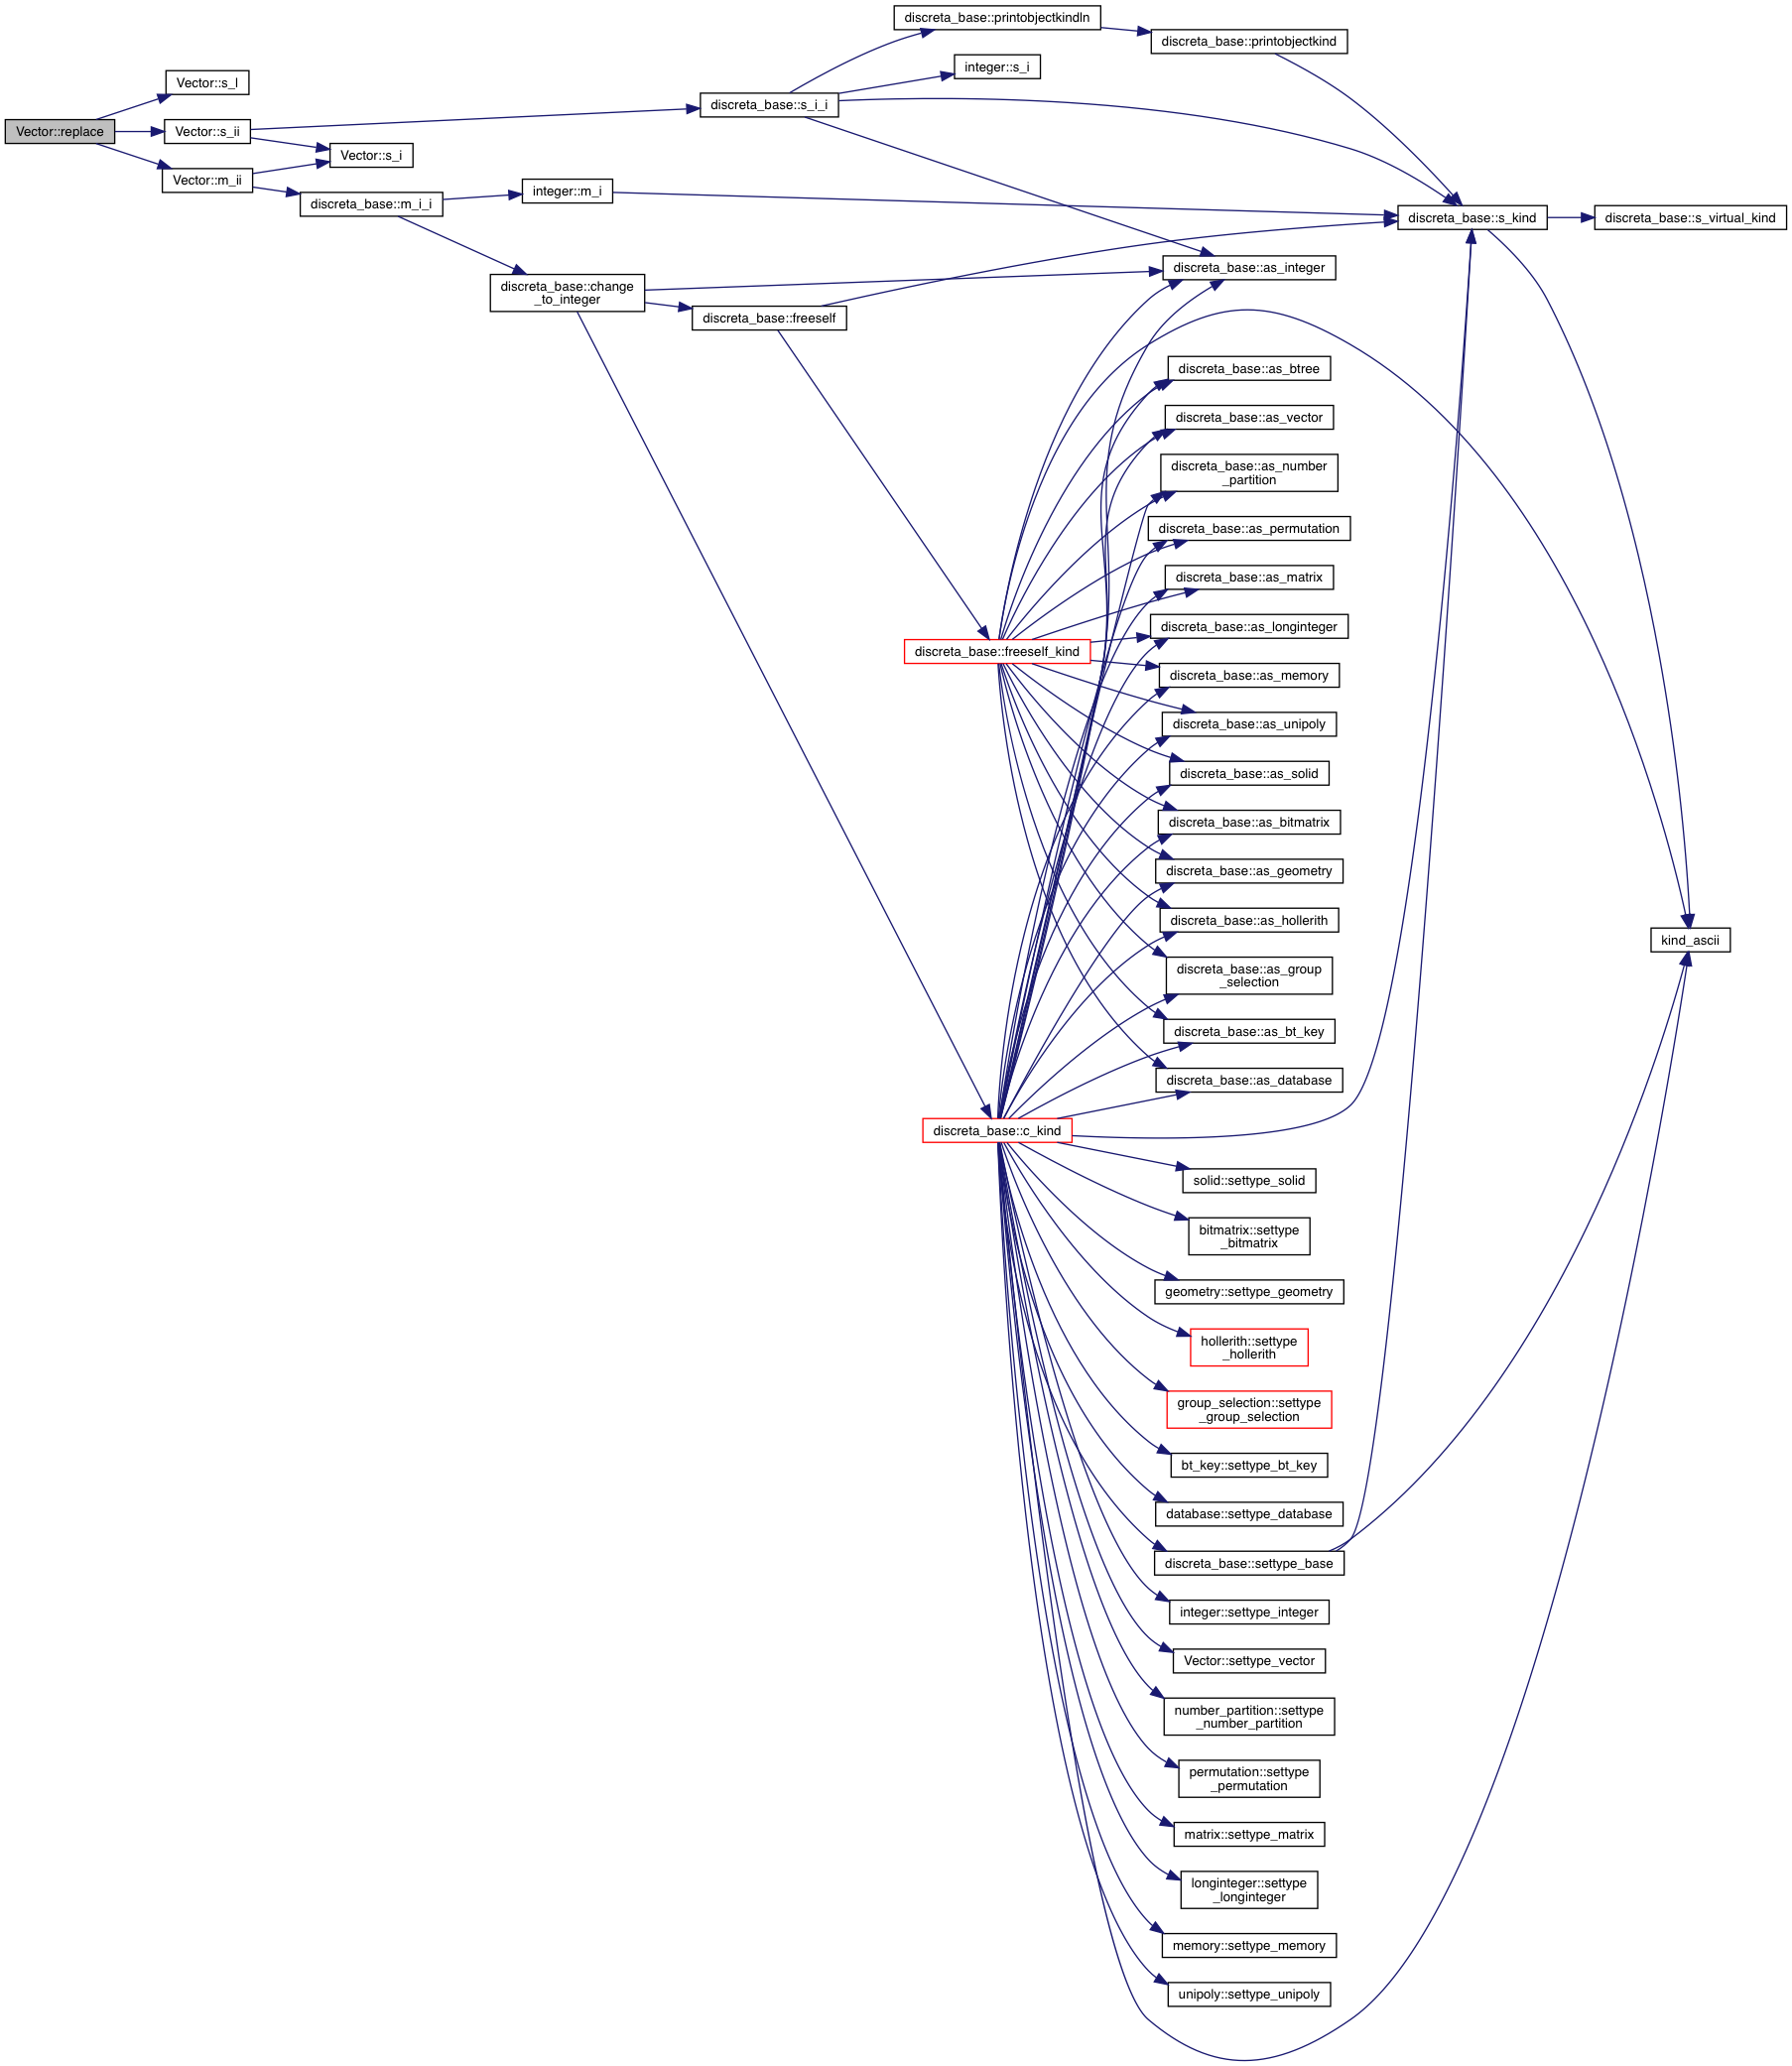 Vector::replace
Vector::s_l
Vector::s_ii
Vector::m_ii
Vector::s_i
discreta_base::m_i_i
integer::m_i
discreta_base::change
_to_integer
discreta_base::s_i_i
discreta_base::freeself
discreta_base::printobjectkindln
integer::s_i
discreta_base::printobjectkind
discreta_base::s_kind
discreta_base::s_virtual_kind
kind_ascii
discreta_base::freeself_kind
discreta_base::c_kind
discreta_base::as_integer
discreta_base::as_btree
discreta_base::as_vector
discreta_base::as_number
_partition
discreta_base::as_permutation
discreta_base::as_matrix
discreta_base::as_longinteger
discreta_base::as_memory
discreta_base::as_unipoly
discreta_base::as_solid
discreta_base::as_bitmatrix
discreta_base::as_geometry
discreta_base::as_hollerith
discreta_base::as_group
_selection
discreta_base::as_bt_key
discreta_base::as_database
solid::settype_solid
bitmatrix::settype
_bitmatrix
geometry::settype_geometry
hollerith::settype
_hollerith
group_selection::settype
_group_selection
bt_key::settype_bt_key
database::settype_database
discreta_base::settype_base
integer::settype_integer
Vector::settype_vector
number_partition::settype
_number_partition
permutation::settype
_permutation
matrix::settype_matrix
longinteger::settype
_longinteger
memory::settype_memory
unipoly::settype_unipoly